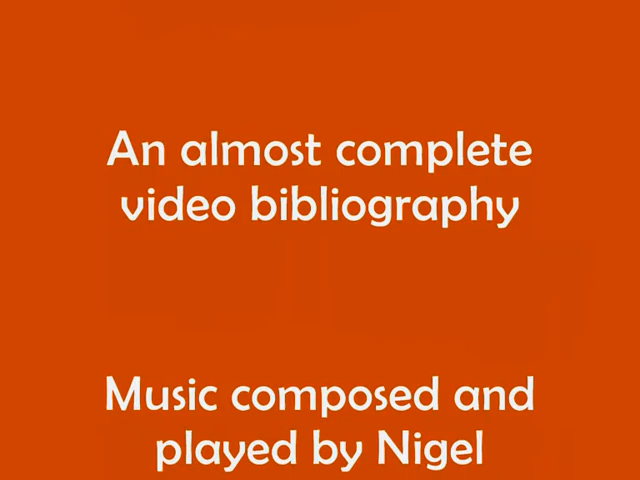 An almost complete
video bibliography
Music composed and
played by Nigel